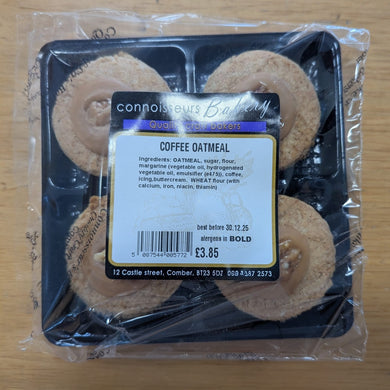 connoisseurs Bakery
Quality Craft Bakers
COFFEE OATMEAL
Ingredients: OATMEAL, sugar, flour,
margarine (vegetable oil, hydrogenated
vegetable oil, emulsifier (e475)), coffee,
icing,buttercream. WHEAT flour (with
calcium, iron, niacin, thiamin)
best before 30.12.25
alergens in BOLD
5 007544 005772
£3.85
12 Castle street, Comber, BT23 5DZ